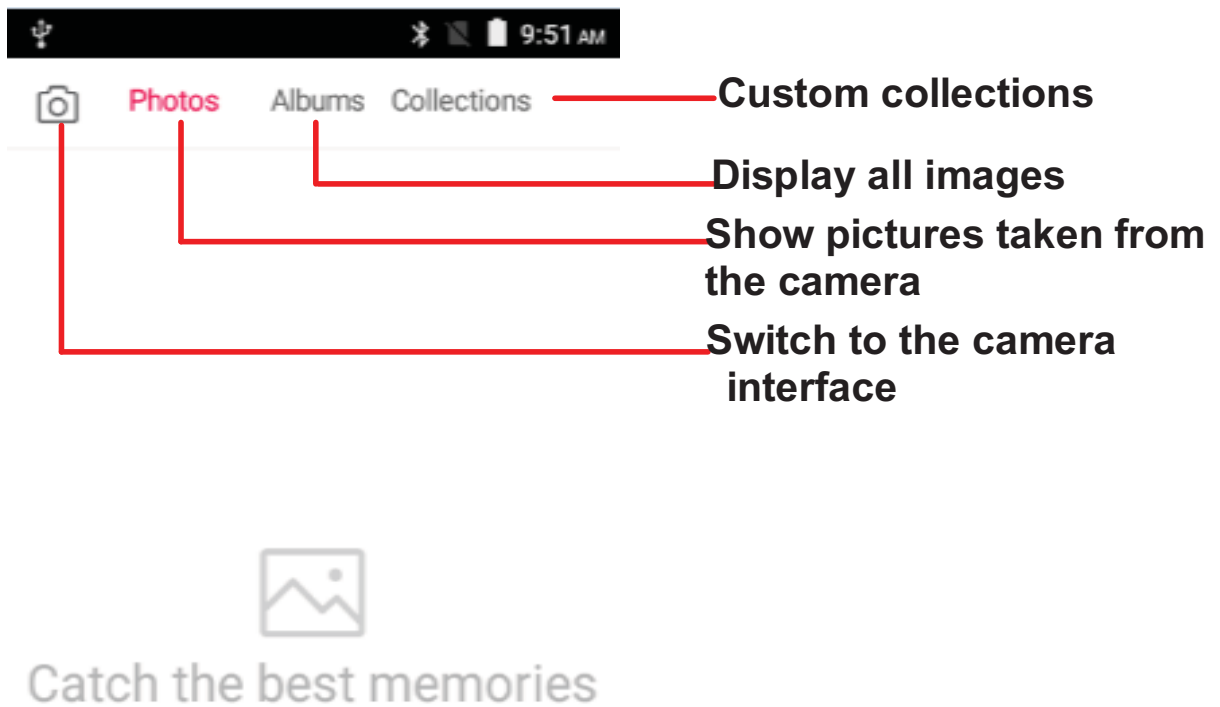 9:51 AM
Photos Albums Collections
Custom collections
Display all images
Show pictures taken from
the camera
Switch to the camera
interface
Catch the best memories